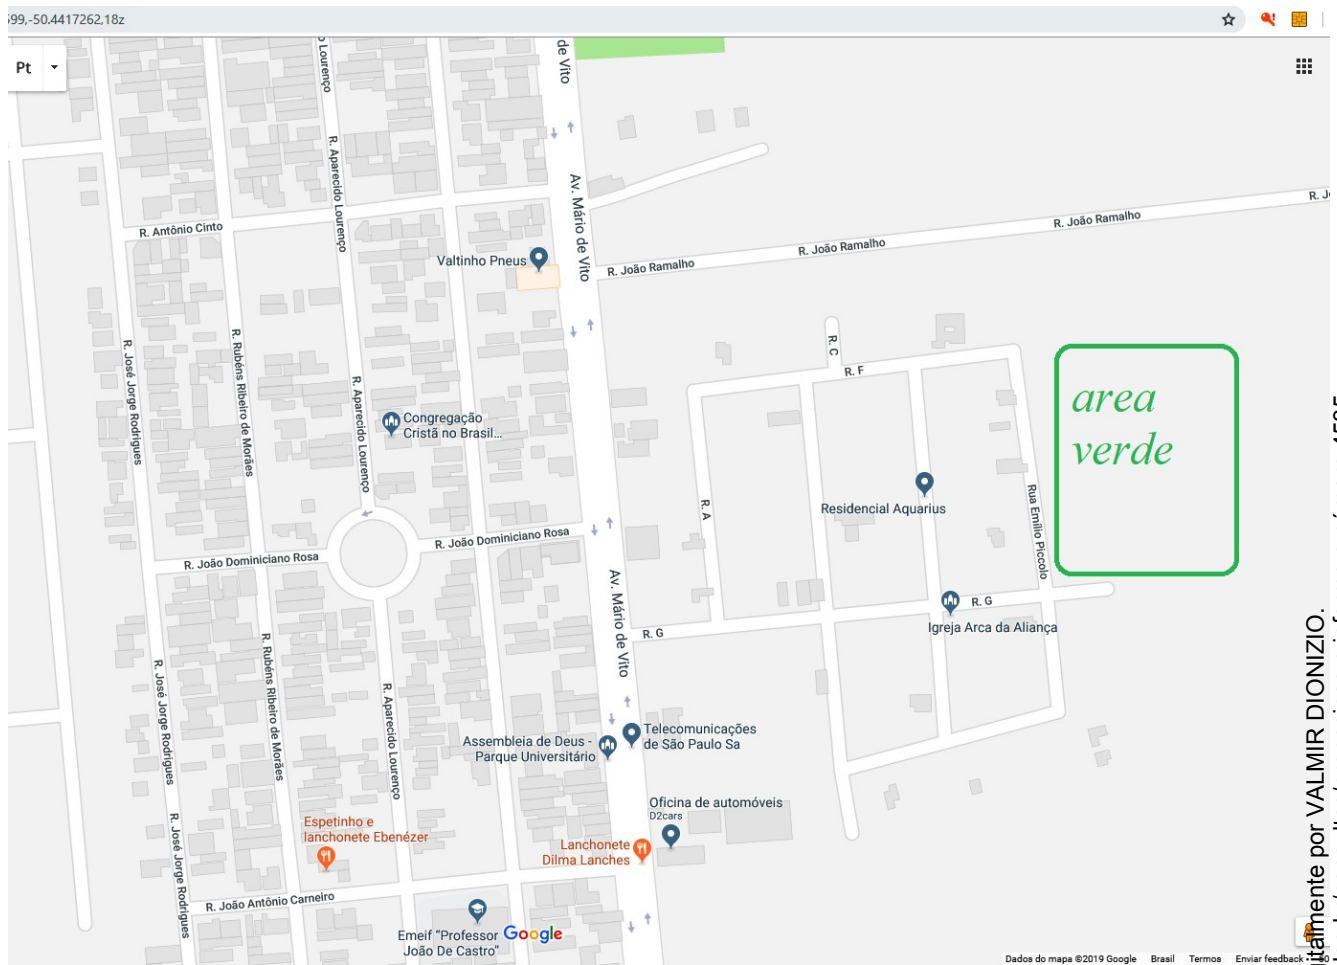 599,-50.4417262,18z
Pt
de Vito
R. Aparecido Lourenço
R. Antônio Cinto
Av. Mário de Vito
R. João Ramalho
R. João Ramalho
R. João Ramalho
Valtinho Pneus
R. José Jorge Rodrigues
R. Rubéns Ribeiro de Morães
R. Aparecido Lourenço
R. C
R. F
area
verde
Congregação
Cristã no Brasil...
Residencial Aquarius
R. A
Rua Emílio Piccolo
R. João Dominiciano Rosa
R. João Dominiciano Rosa
Av. Mário de Vito
R. G
R. G
Igreja Arca da Aliança
R. José Jorge Rodrigues
R. Rubéns Ribeiro de Morães
R. Aparecido Lourenço
Telecomunicações
de São Paulo Sa
Assembleia de Deus -
Parque Universitário
Oficina de automóveis
D2cars
Espetinho e
lanchonete Ebenézer
Lanchonete
Dilma Lanches
R. José Jorge Rodrigues
R. João Antônio Carneiro
Emeif "Professor
João De Castro"
Google
Dados do mapa ©2019 Google Brasil Termos Enviar feedback
italmente por VALMIR DIONIZIO.